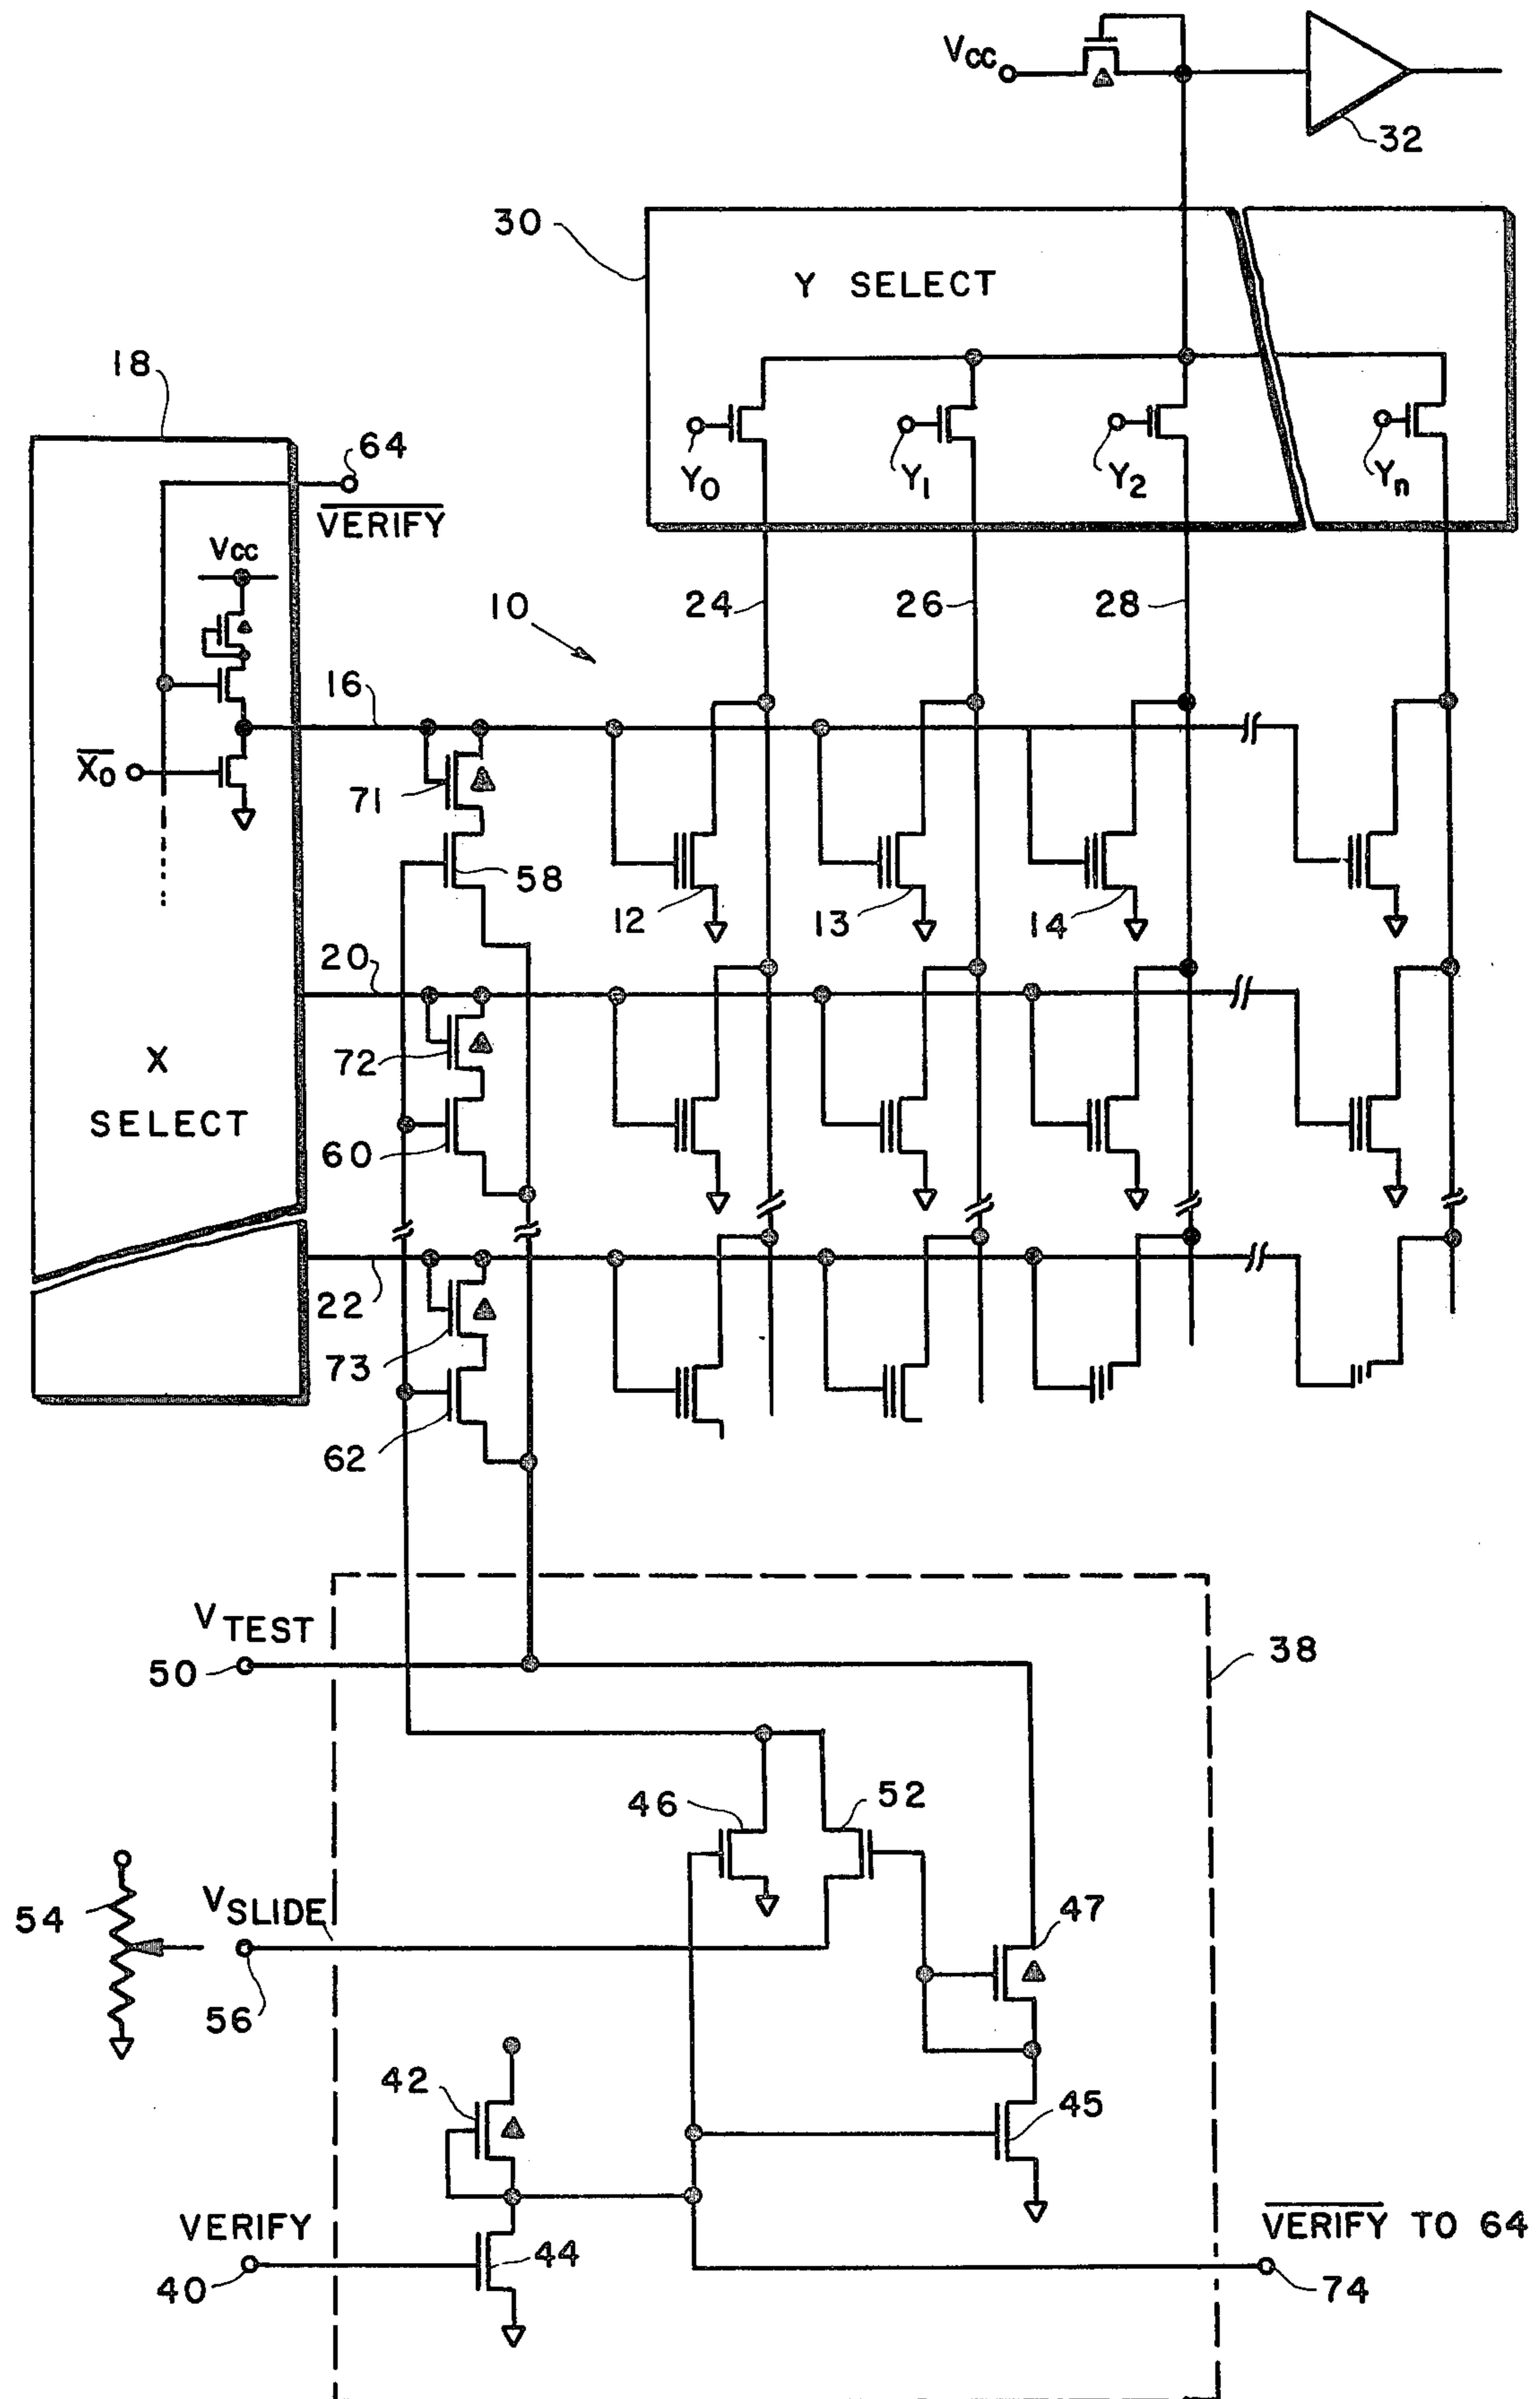 VCC
32
30
Y SELECT
18
64
Y0
Y1
Y2
Yn
VERIFY
VCC
10
24
26
28
16
X0
71
58
12
13
14
20
X
SELECT
72
60
22
73
62
VTEST
50
38
46
52
54
VSLIDE
47
56
42
45
VERIFY
VERIFY TO 64
44
40
74